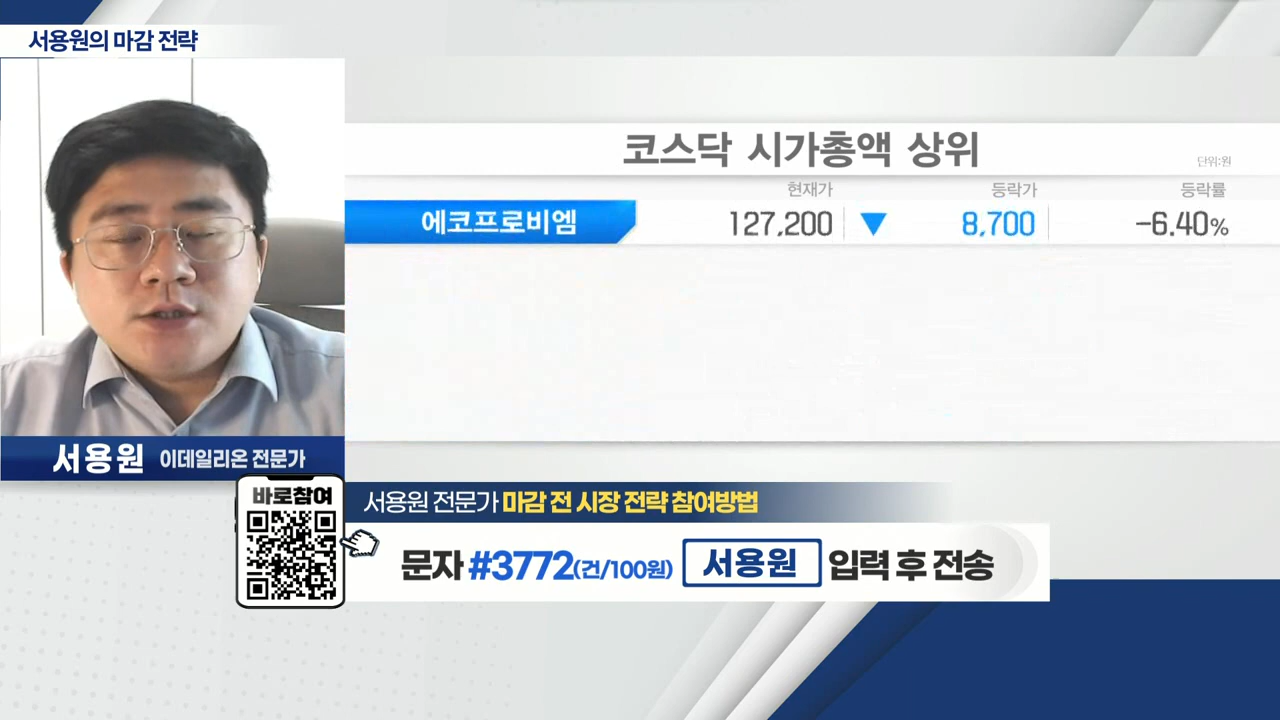 서용원의 마감 전략
코스닥 시가총액 상위
단위:원
현재가 등락가 등락률
에코프로비엠 127,200 ▼ 8,700 -6.40%
서용원 이데일리온 전문가
바로참여
서용원 전문가 마감 전 시장 전략 참여방법
문자 #3772(건/100원) 서용원 입력 후 전송